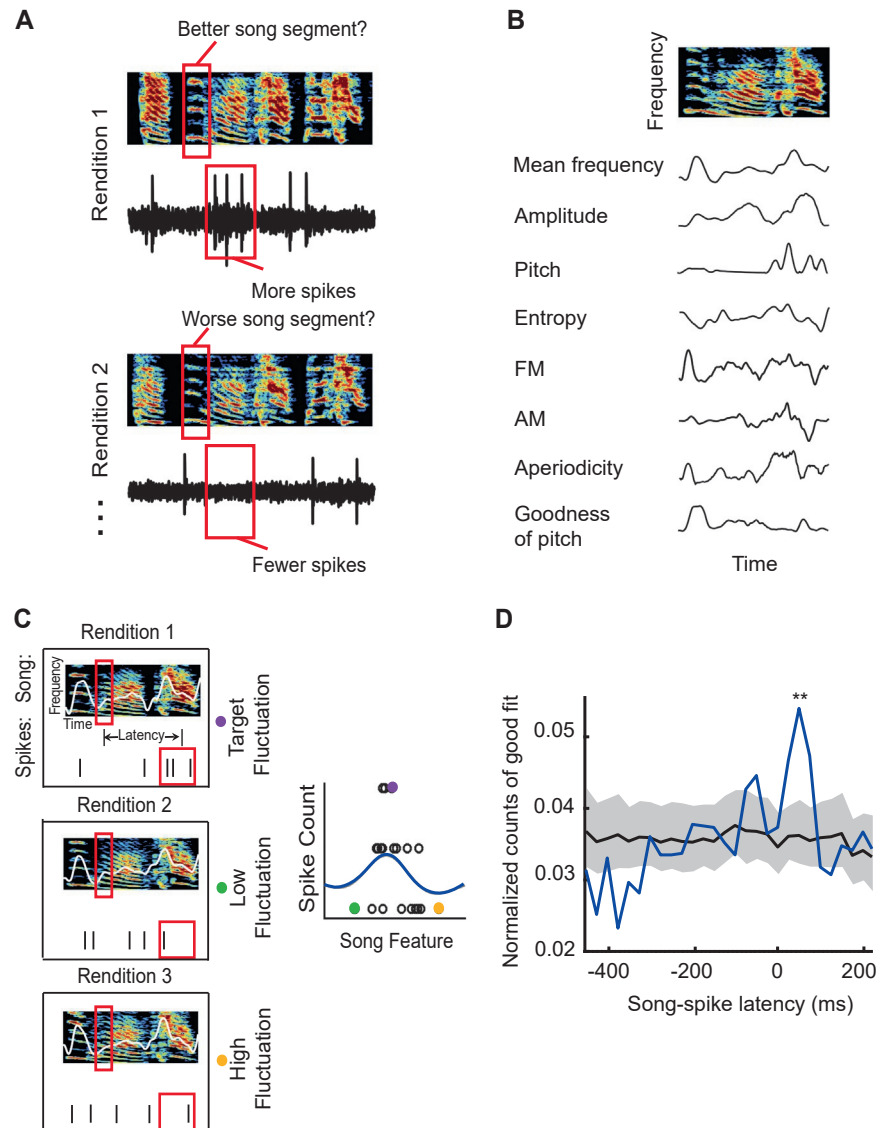 A
Better song segment?
Rendition 1
More spikes
Worse song segment?
Rendition 2
...
Fewer spikes
B
Frequency
Mean frequency
Amplitude
Pitch
Entropy
FM
AM
Aperiodicity
Goodness
of pitch
Time
C
Rendition 1
Song:
Frequency
Time
Latency
Spikes:
Target
Fluctuation
Rendition 2
Low
Fluctuation
Rendition 3
High
Fluctuation
Spike Count
Song Feature
D
**
Normalized counts of good fit
0.05
0.04
0.03
0.02
-400
-200
0
200
Song-spike latency (ms)